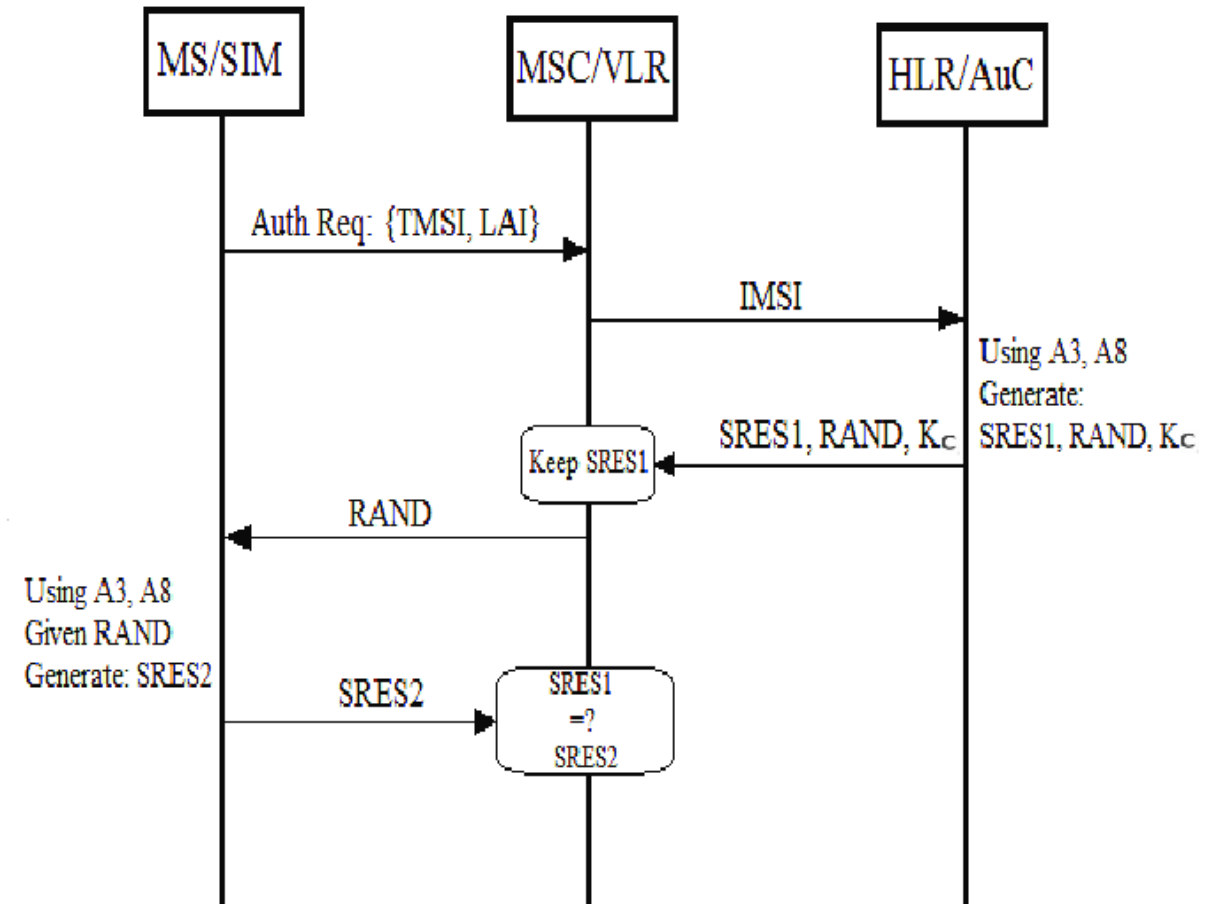 MS/SIM
MSC/VLR
HLR/AuC
Auth Req: {TMSI, LAI}
IMSI
Using A3, A8
Generate:
SRES1, RAND, Kc
SRES1, RAND, Kc
Keep SRES1
RAND
Using A3, A8
Given RAND
Generate: SRES2
SRES2
SRES1
=?
SRES2